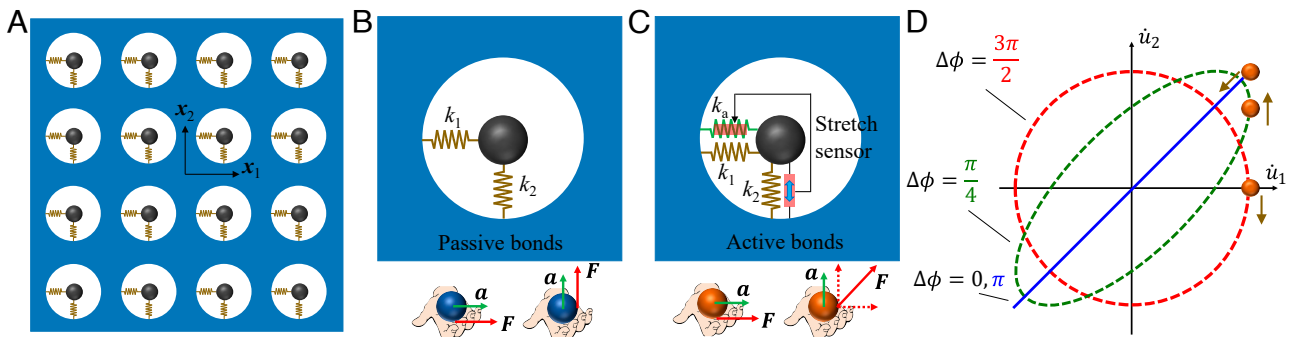 A
x₂
x₁
B
k₁
k₂
Passive bonds
a
F
a
F
C
kₐ
k₁
k₂
Stretch
sensor
Active bonds
a
F
a
F
D
u̇₂
u̇₁
Δϕ = 3π/2
Δϕ = π/4
Δϕ = 0, π